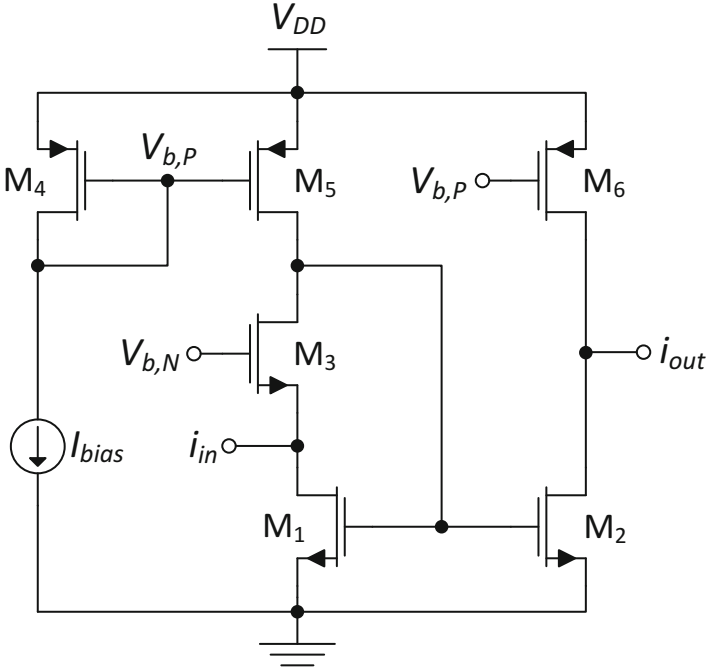 V_DD
V_b,P
M_4
M_5
V_b,P
M_6
V_b,N
M_3
i_out
I_bias
i_in
M_1
M_2